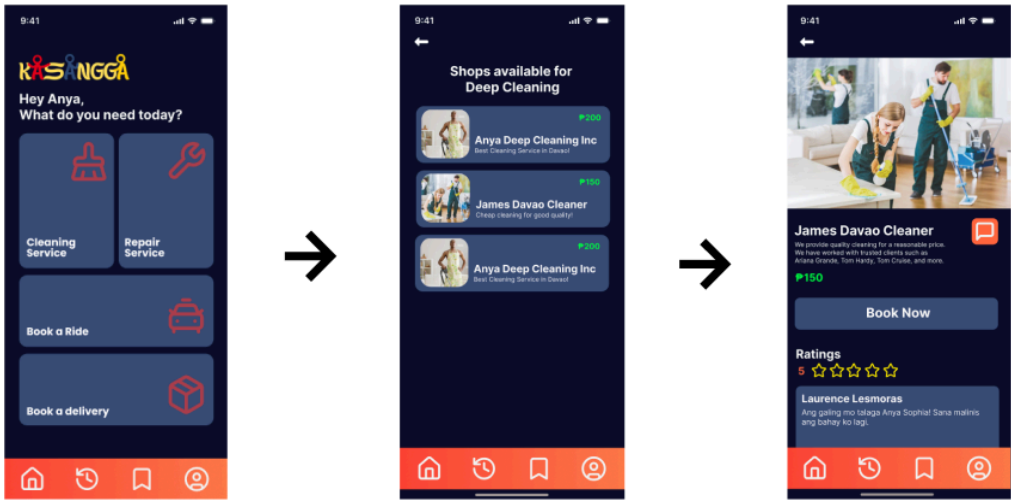 9:41
KASANGGA
Hey Anya,
What do you need today?
Cleaning
Service
Repair
Service
Book a Ride
Book a delivery
9:41
Shops available for
Deep Cleaning
₱200
Anya Deep Cleaning Inc
Best Cleaning Service in Davao!
₱150
James Davao Cleaner
Cheap cleaning for good quality!
₱200
Anya Deep Cleaning Inc
Best Cleaning Service in Davao!
9:41
James Davao Cleaner
We provide quality cleaning for a reasonable price.
We have worked with trusted clients such as
Ariana Grande, Tom Hardy, Tom Cruise, and more.
₱150
Book Now
Ratings
5
Laurence Lesmoras
Ang galing mo talaga Anya Sophia! Sana malinis
ang bahay ko lagi.